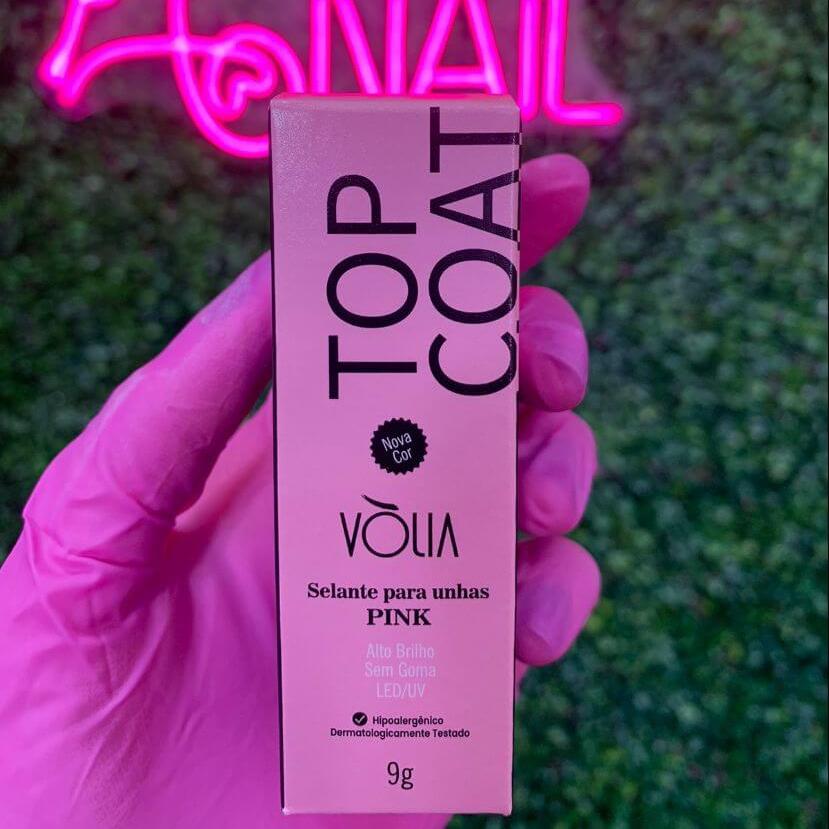 NAIL
TOP
COAT
Nova
Cor
VÒLIA
Selante para unhas
PINK
Alto Brilho
Sem Goma
LED/UV
Hipoalergênico
Dermatologicamente Testado
9g